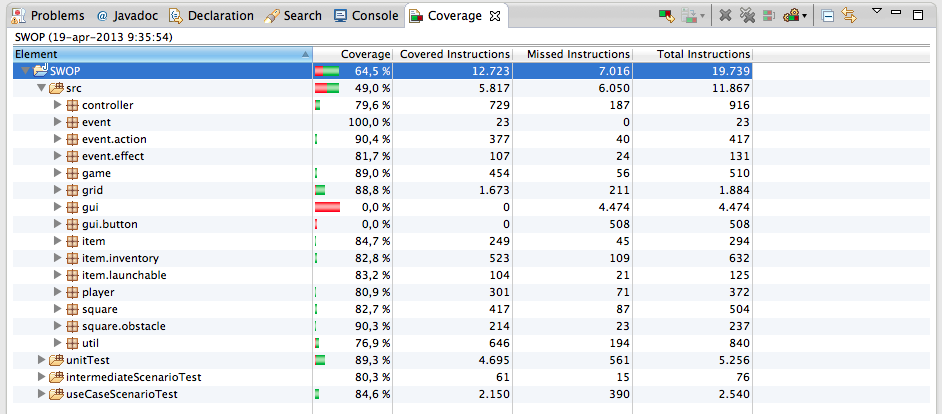 Problems @ Javadoc Declaration Search Console Coverage
SWOP (19-apr-2013 9:35:54)
Element Coverage Covered Instructions Missed Instructions Total Instructions
SWOP 64,5 % 12.723 7.016 19.739
src 49,0 % 5.817 6.050 11.867
controller 79,6 % 729 187 916
event 100,0 % 23 0 23
event.action 90,4 % 377 40 417
event.effect 81,7 % 107 24 131
game 89,0 % 454 56 510
grid 88,8 % 1.673 211 1.884
gui 0,0 % 0 4.474 4.474
gui.button 0,0 % 0 508 508
item 84,7 % 249 45 294
item.inventory 82,8 % 523 109 632
item.launchable 83,2 % 104 21 125
player 80,9 % 301 71 372
square 82,7 % 417 87 504
square.obstacle 90,3 % 214 23 237
util 76,9 % 646 194 840
unitTest 89,3 % 4.695 561 5.256
intermediateScenarioTest 80,3 % 61 15 76
useCaseScenarioTest 84,6 % 2.150 390 2.540